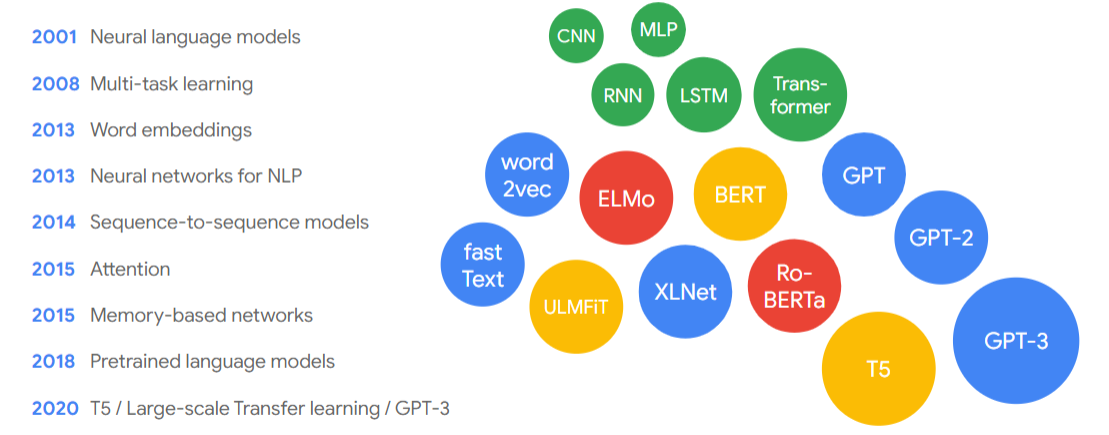 2001 Neural language models
2008 Multi-task learning
2013 Word embeddings
2013 Neural networks for NLP
2014 Sequence-to-sequence models
2015 Attention
2015 Memory-based networks
2018 Pretrained language models
2020 T5 / Large-scale Transfer learning / GPT-3
CNN
MLP
RNN
LSTM
Trans-
former
word
2vec
ELMo
BERT
GPT
GPT-2
fast
Text
ULMFiT
XLNet
Ro-
BERTa
T5
GPT-3